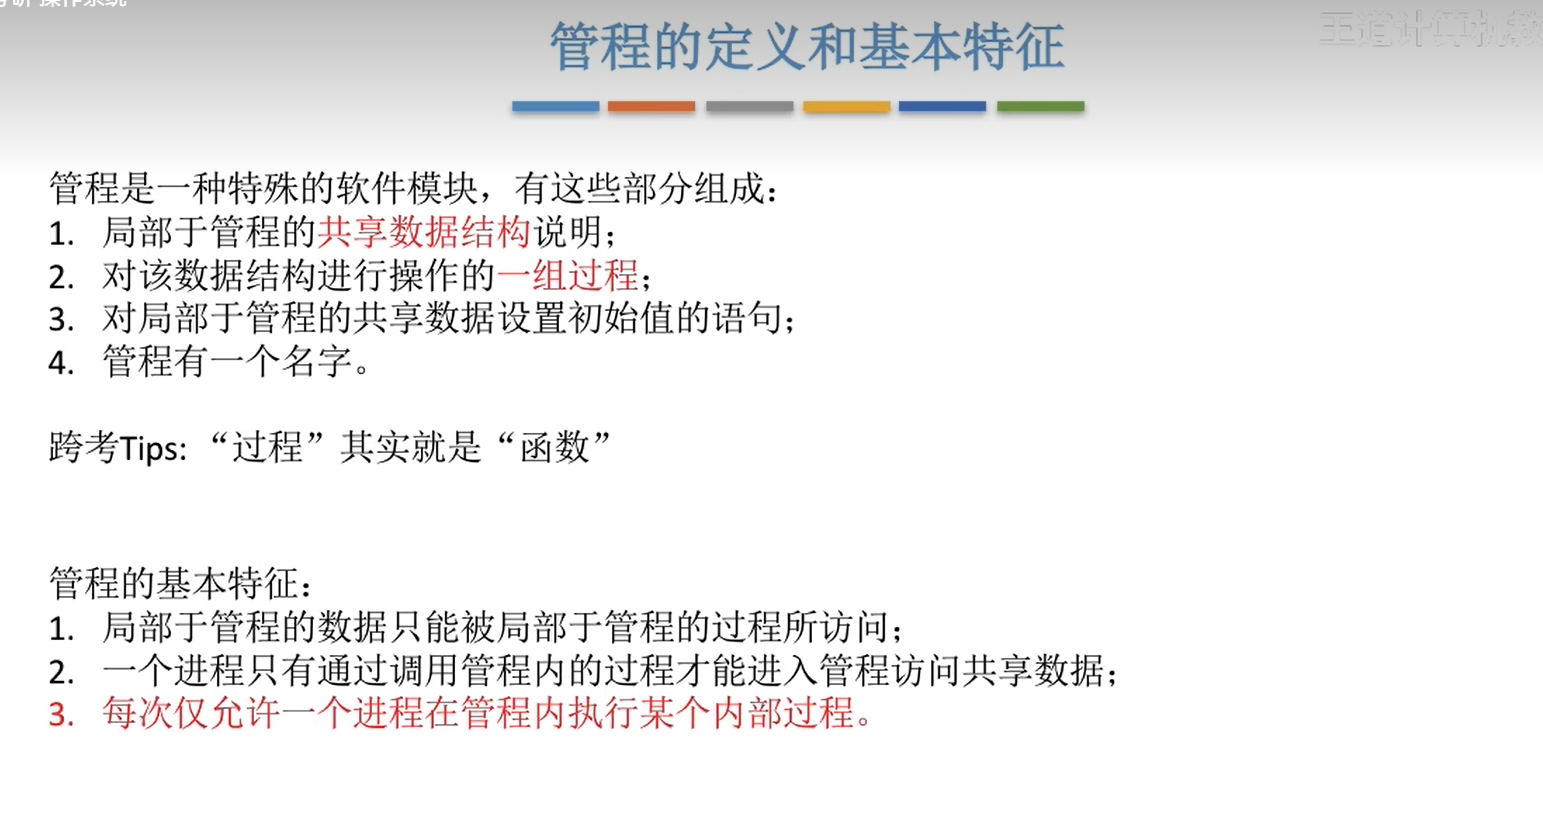 操作系统
王道计算机教
管程的定义和基本特征
管程是一种特殊的软件模块，有这些部分组成：
1. 局部于管程的共享数据结构说明；
2. 对该数据结构进行操作的一组过程；
3. 对局部于管程的共享数据设置初始值的语句；
4. 管程有一个名字。
跨考Tips: “过程”其实就是“函数”
管程的基本特征：
1. 局部于管程的数据只能被局部于管程的过程所访问；
2. 一个进程只有通过调用管程内的过程才能进入管程访问共享数据；
3. 每次仅允许一个进程在管程内执行某个内部过程。